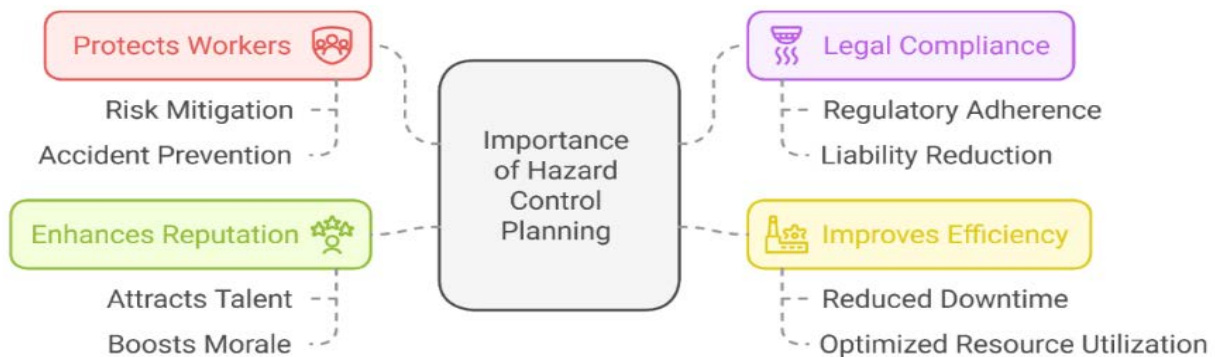 Protects Workers
Risk Mitigation
Accident Prevention
Enhances Reputation
Attracts Talent
Boosts Morale
Importance
of Hazard
Control
Planning
Legal Compliance
Regulatory Adherence
Liability Reduction
Improves Efficiency
Reduced Downtime
Optimized Resource Utilization